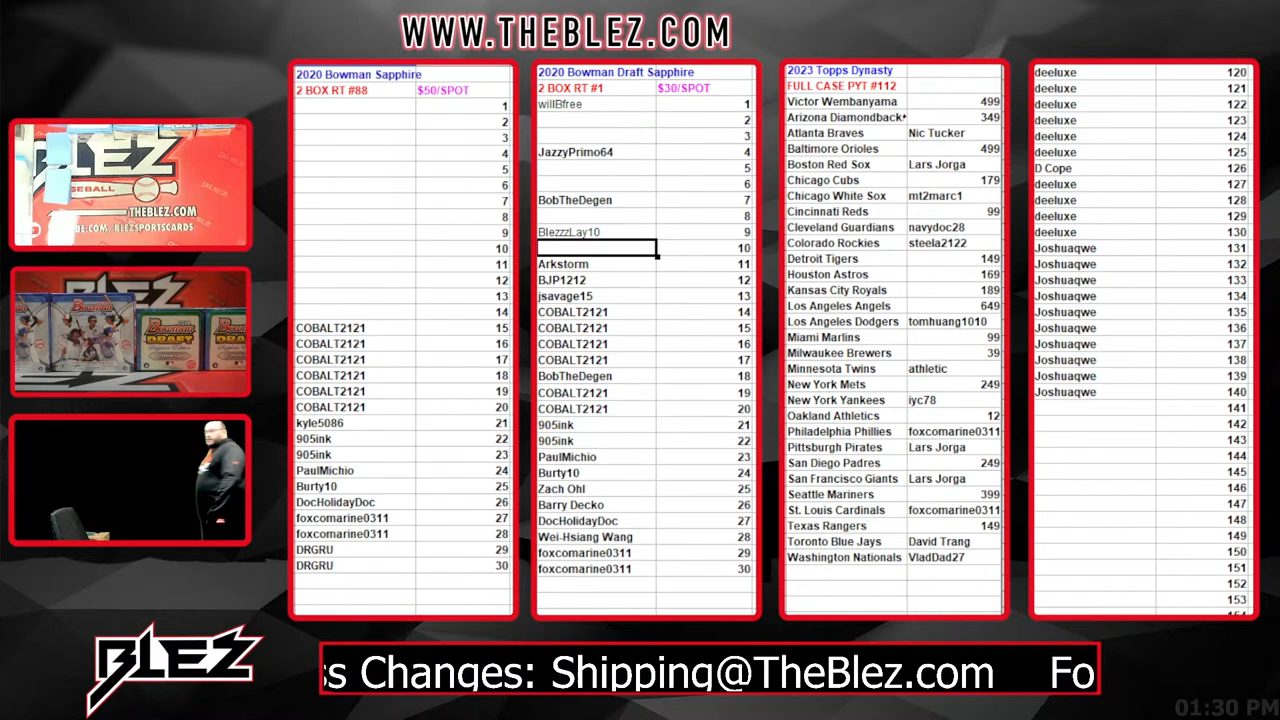 WWW.THEBLEZ.COM
2020 Bowman Sapphire
2 BOX RT #88 $50/SPOT
1
2
3
4
5
6
7
8
9
10
11
12
13
14
COBALT2121 15
COBALT2121 16
COBALT2121 17
COBALT2121 18
COBALT2121 19
COBALT2121 20
kyle5086 21
905ink 22
905ink 23
PaulMichio 24
Burty10 25
DocHolidayDoc 26
foxcomarine0311 27
foxcomarine0311 28
DRGRU 29
DRGRU 30
2020 Bowman Draft Sapphire
2 BOX RT #1 $30/SPOT
willBfree 1
2
3
JazzyPrimo64 4
5
6
BobTheDegen 7
8
BlezzzLay10 9
10
Arkstorm 11
BJP1212 12
jsavage15 13
COBALT2121 14
COBALT2121 15
COBALT2121 16
COBALT2121 17
BobTheDegen 18
COBALT2121 19
COBALT2121 20
905ink 21
905ink 22
PaulMichio 23
Burty10 24
Zach Ohl 25
Barry Decko 26
DocHolidayDoc 27
Wei-Hsiang Wang 28
foxcomarine0311 29
foxcomarine0311 30
2023 Topps Dynasty
FULL CASE PYT #112
Victor Wembanyama 499
Arizona Diamondback 349
Atlanta Braves Nic Tucker
Baltimore Orioles 499
Boston Red Sox Lars Jorga
Chicago Cubs 179
Chicago White Sox mt2marc1
Cincinnati Reds 99
Cleveland Guardians navydoc28
Colorado Rockies steela2122
Detroit Tigers 149
Houston Astros 169
Kansas City Royals 189
Los Angeles Angels 649
Los Angeles Dodgers tomhuang1010
Miami Marlins 99
Milwaukee Brewers 39
Minnesota Twins athletic
New York Mets 249
New York Yankees iyc78
Oakland Athletics 12
Philadelphia Phillies foxcomarine0311
Pittsburgh Pirates Lars Jorga
San Diego Padres 249
San Francisco Giants Lars Jorga
Seattle Mariners 399
St. Louis Cardinals foxcomarine0311
Texas Rangers 149
Toronto Blue Jays David Trang
Washington Nationals VladDad27
deeluxe 120
deeluxe 121
deeluxe 122
deeluxe 123
deeluxe 124
deeluxe 125
D Cope 126
deeluxe 127
deeluxe 128
deeluxe 129
deeluxe 130
Joshuaqwe 131
Joshuaqwe 132
Joshuaqwe 133
Joshuaqwe 134
Joshuaqwe 135
Joshuaqwe 136
Joshuaqwe 137
Joshuaqwe 138
Joshuaqwe 139
Joshuaqwe 140
141
142
143
144
145
146
147
148
149
150
151
152
153
154
BLEZ
THEBLEZ.COM
Bowman
Bowman
Bowman
DRAFT
BLEZ
s Changes: Shipping@TheBlez.com Fo
01:30 PM